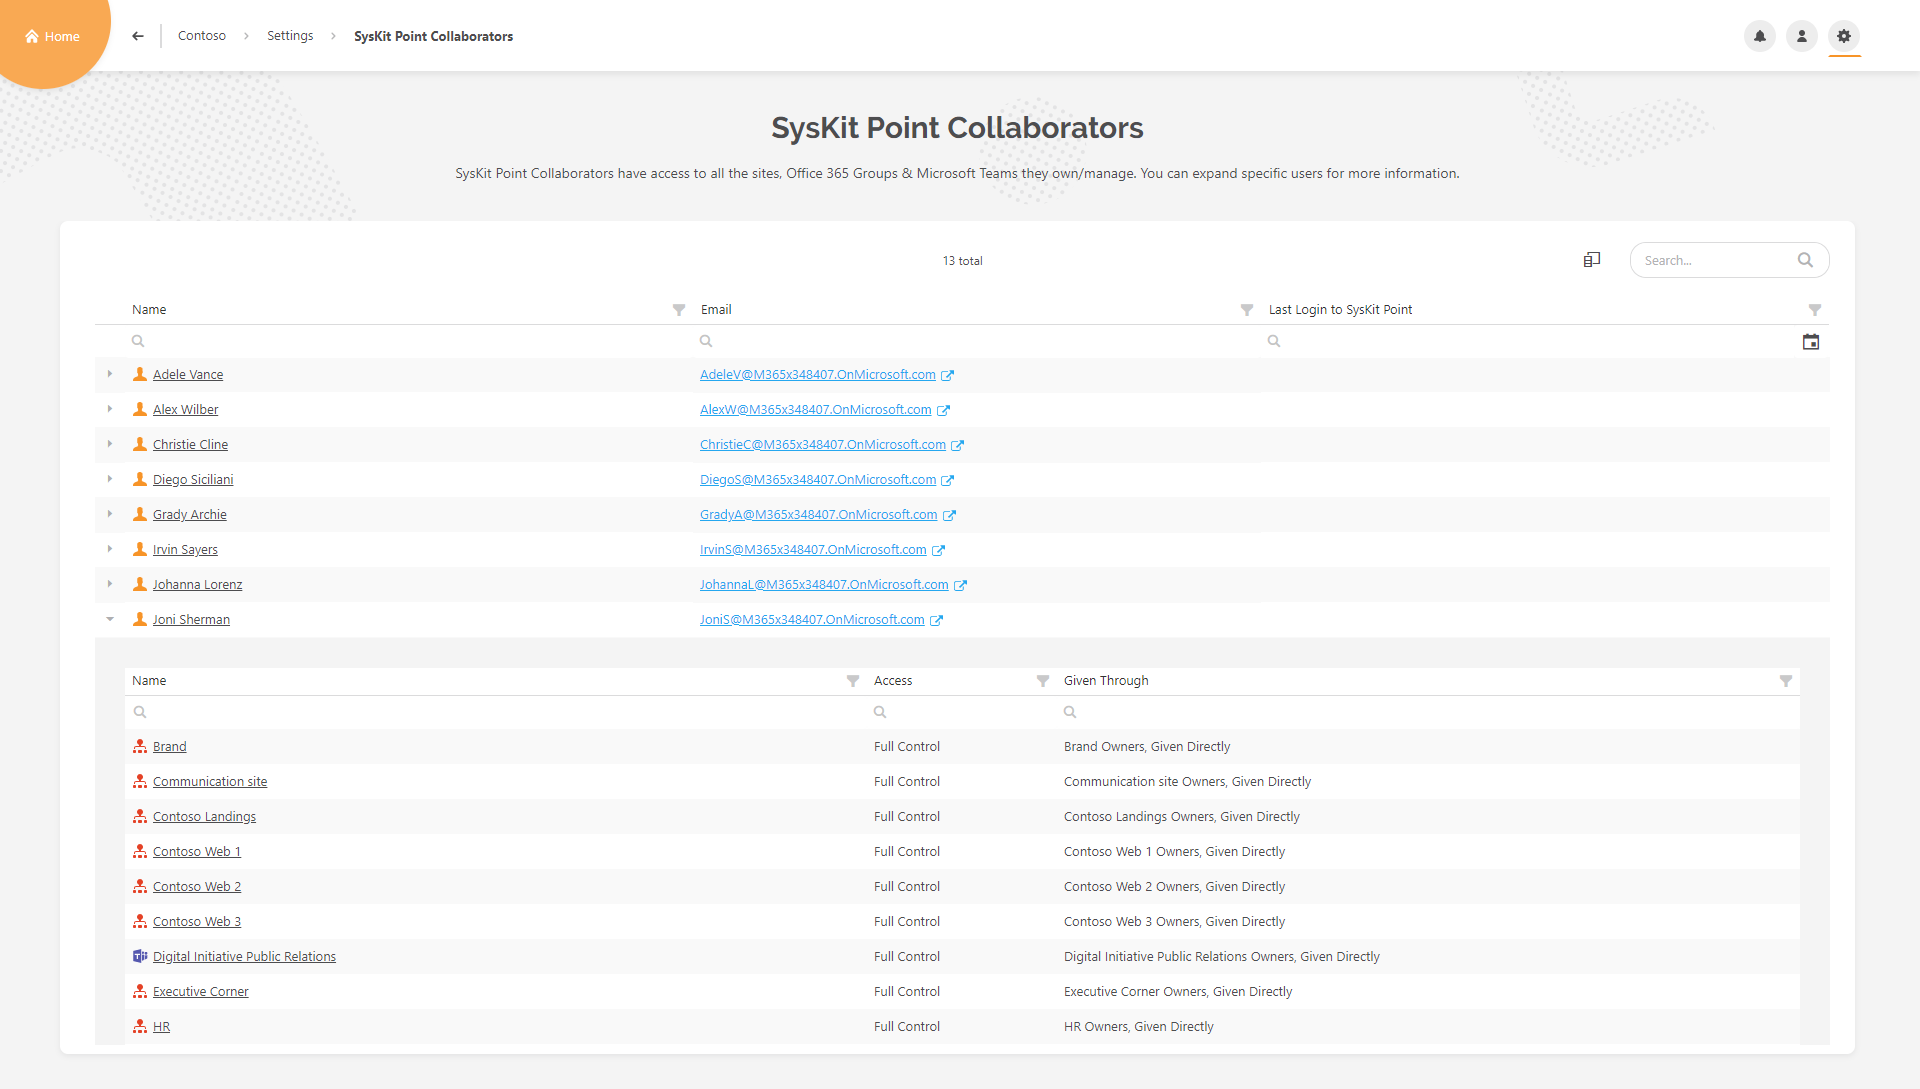 Home
Contoso > Settings > SysKit Point Collaborators
SysKit Point Collaborators
SysKit Point Collaborators have access to all the sites, Office 365 Groups & Microsoft Teams they own/manage. You can expand specific users for more information.
13 total
Search...
Name Email Last Login to SysKit Point
Adele Vance AdeleV@M365x348407.OnMicrosoft.com
Alex Wilber AlexW@M365x348407.OnMicrosoft.com
Christie Cline ChristieC@M365x348407.OnMicrosoft.com
Diego Siciliani DiegoS@M365x348407.OnMicrosoft.com
Grady Archie GradyA@M365x348407.OnMicrosoft.com
Irvin Sayers IrvinS@M365x348407.OnMicrosoft.com
Johanna Lorenz JohannaL@M365x348407.OnMicrosoft.com
Joni Sherman JoniS@M365x348407.OnMicrosoft.com
Name Access Given Through
Brand Full Control Brand Owners, Given Directly
Communication site Full Control Communication site Owners, Given Directly
Contoso Landings Full Control Contoso Landings Owners, Given Directly
Contoso Web 1 Full Control Contoso Web 1 Owners, Given Directly
Contoso Web 2 Full Control Contoso Web 2 Owners, Given Directly
Contoso Web 3 Full Control Contoso Web 3 Owners, Given Directly
Digital Initiative Public Relations Full Control Digital Initiative Public Relations Owners, Given Directly
Executive Corner Full Control Executive Corner Owners, Given Directly
HR Full Control HR Owners, Given Directly